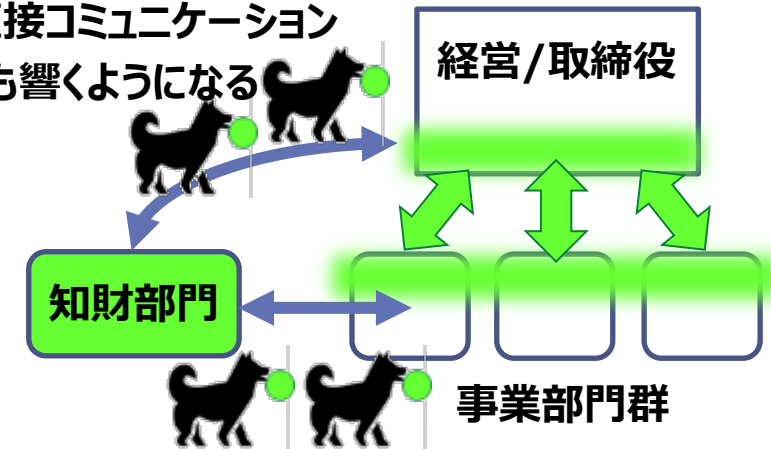 接コミュニケーション
も響くようになる
経営/取締役
知財部門
事業部門群